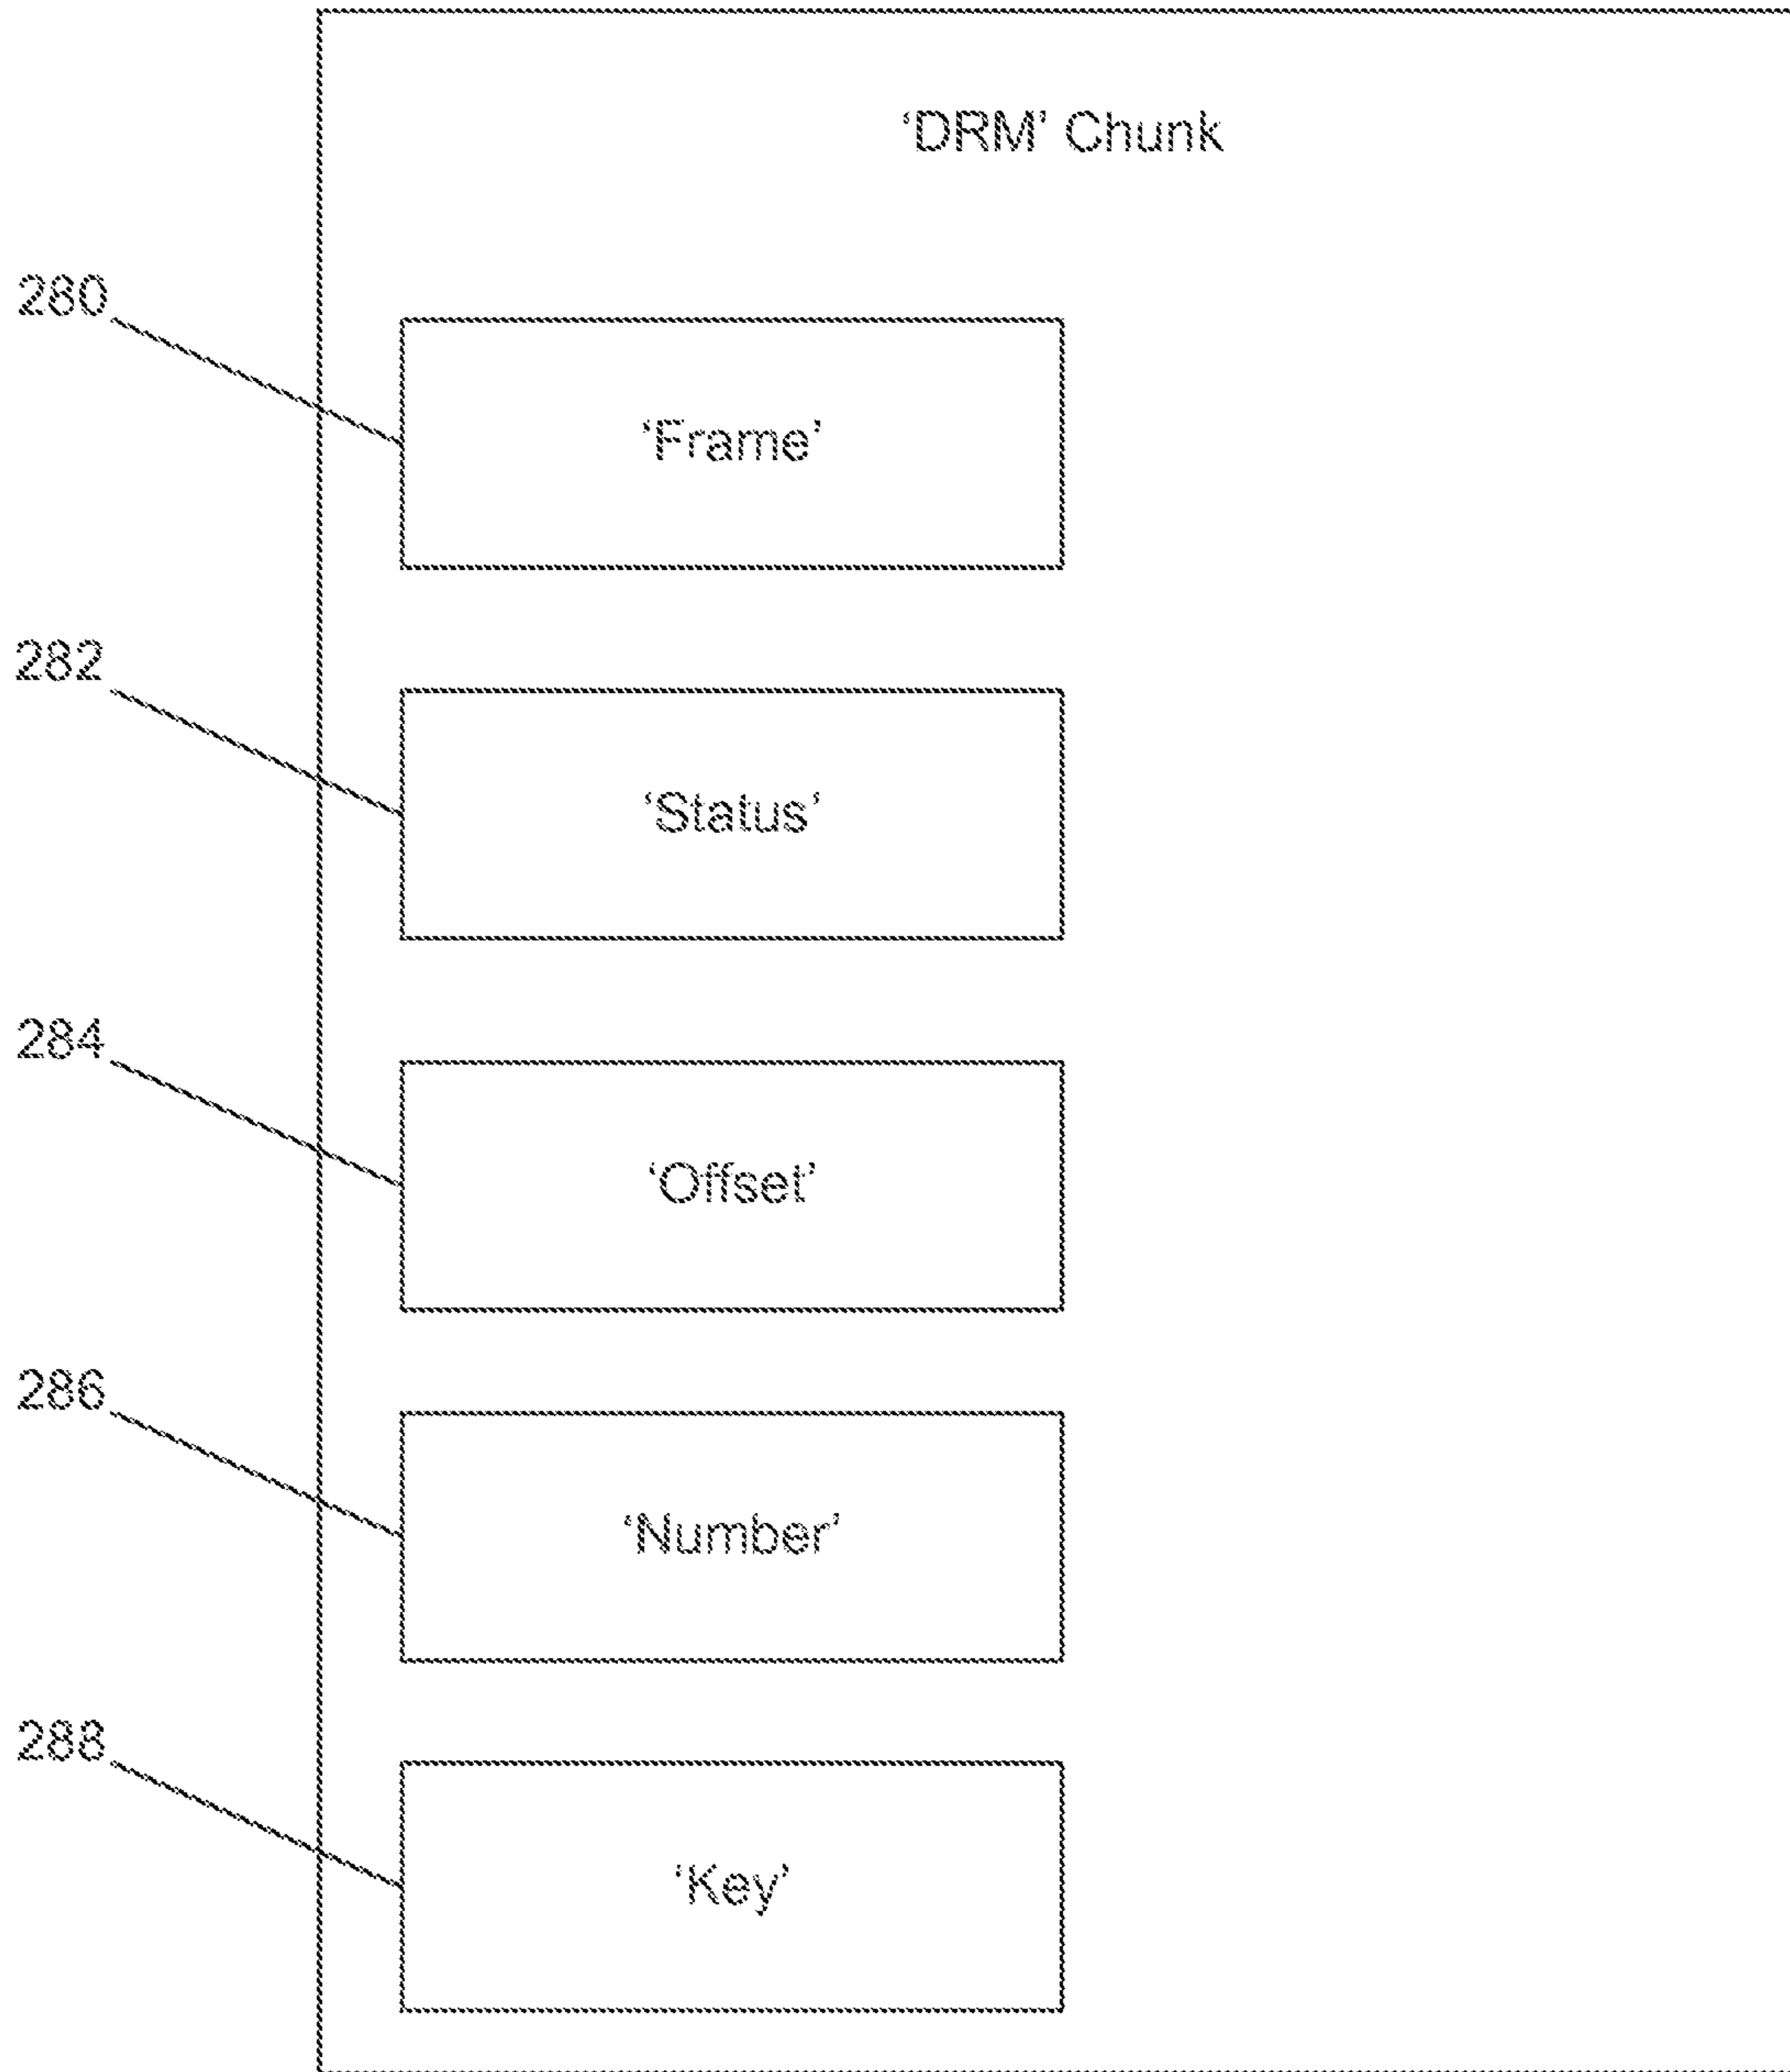 ‘DRM’ Chunk
280
‘Frame’
282
‘Status’
284
‘Offset’
286
‘Number’
288
‘Key’